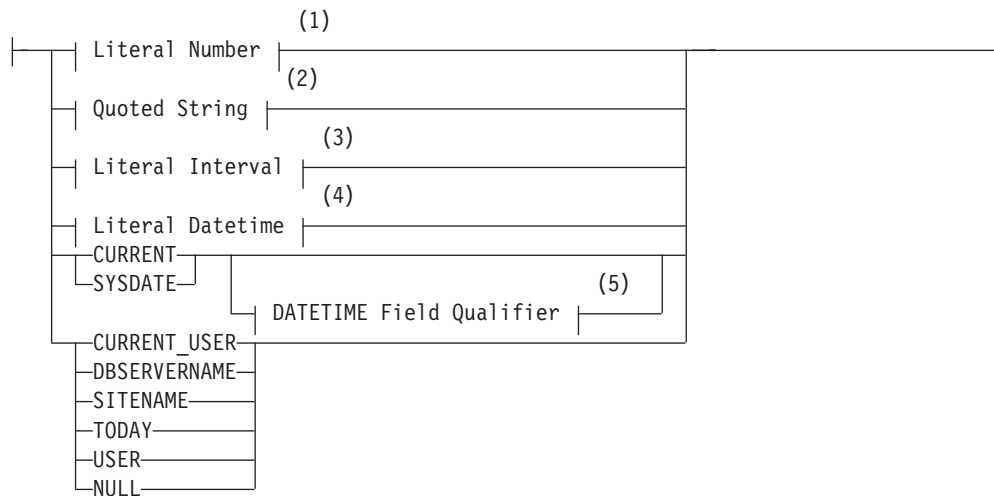 (1)
Literal Number
(2)
Quoted String
(3)
Literal Interval
(4)
Literal Datetime
CURRENT
SYSDATE
(5)
DATETIME Field Qualifier
CURRENT_USER
DBSERVERNAME
SITENAME
TODAY
USER
NULL